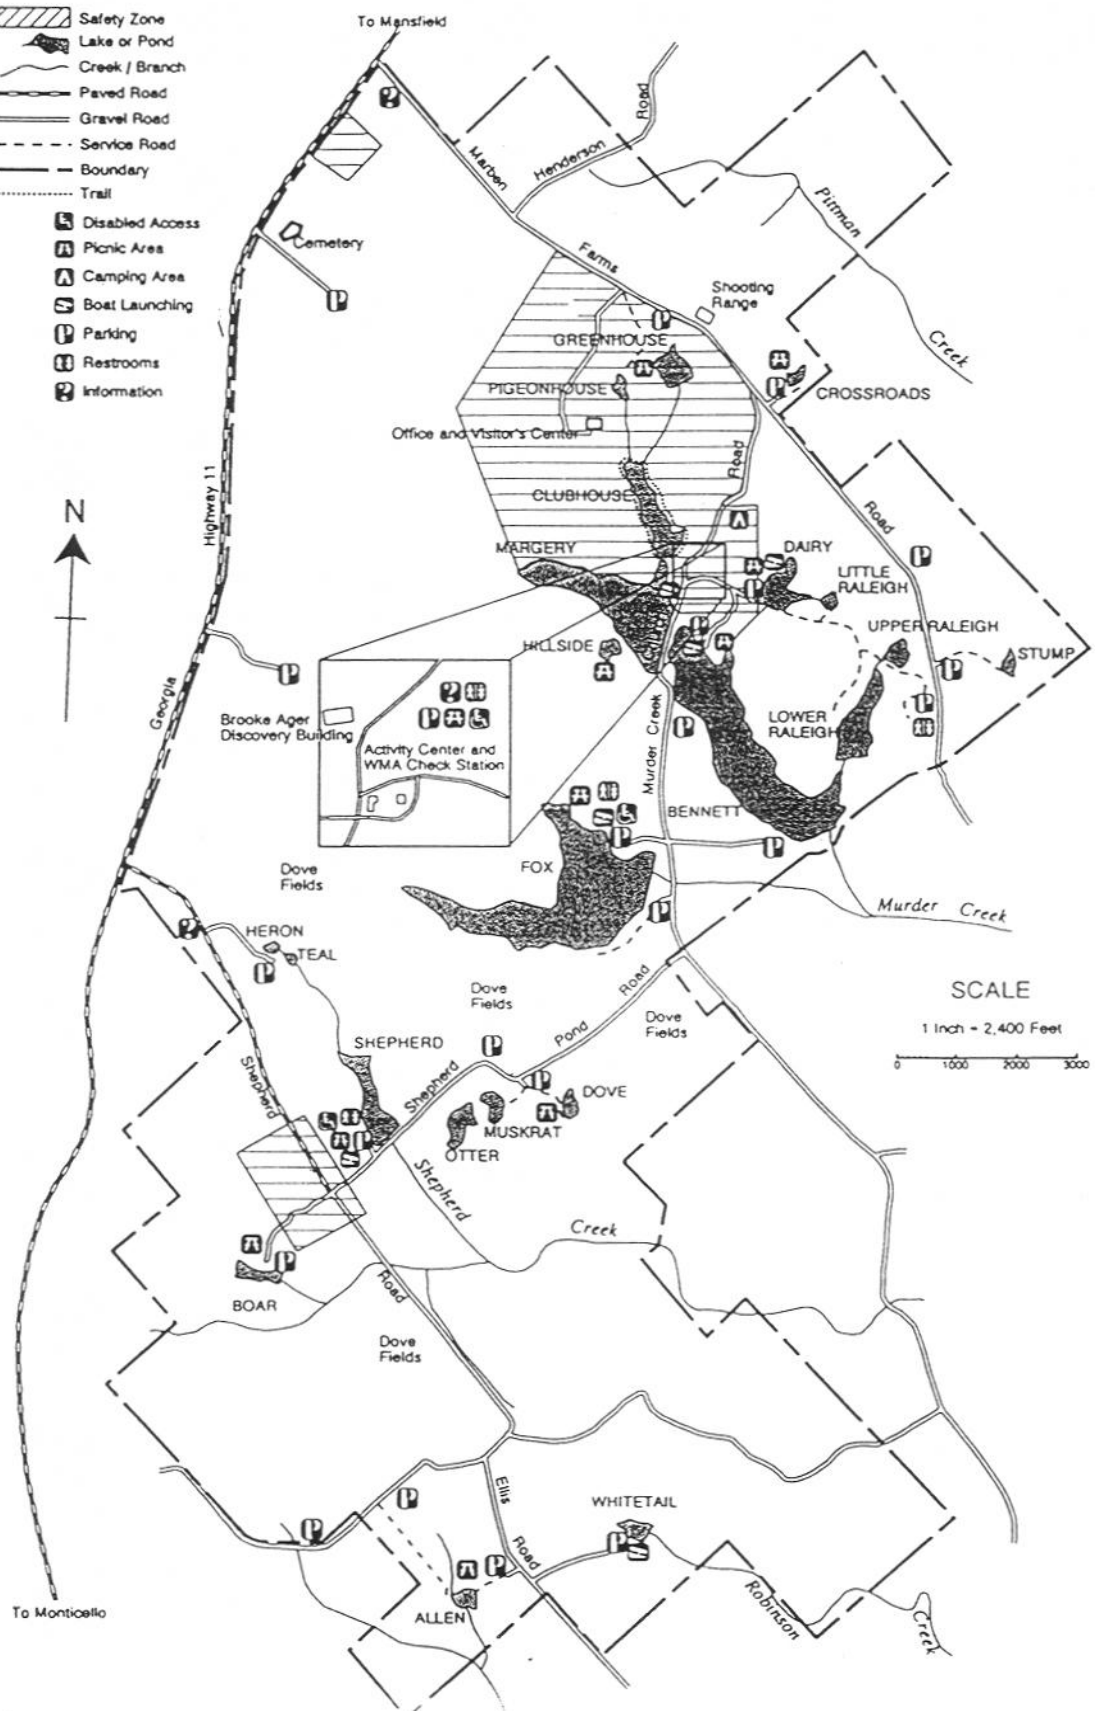 Safety Zone
Lake or Pond
Creek / Branch
Paved Road
Gravel Road
Service Road
Boundary
Trail
Disabled Access
Picnic Area
Camping Area
Boat Launching
Parking
Restrooms
Information
To Mansfield
Marben
Henderson
Road
Pittman
Creek
Cemetery
Farms
Shooting
Range
GREENHOUSE
PIGEONHOUSE
CROSSROADS
Office and Visitor's Center
Road
CLUBHOUSE
Road
Highway 11
N
MARGERY
DAIRY
LITTLE
RALEIGH
UPPER RALEIGH
STUMP
HILLSIDE
LOWER
RALEIGH
Georgia
Brooke Ager
Discovery Building
Activity Center and
WMA Check Station
Murder Creek
BENNETT
FOX
Dove
Fields
Murder Creek
HERON
TEAL
Dove
Fields
Road
Dove
Fields
SCALE
1 Inch = 2,400 Feet
0 1000 2000 3000
Pond
SHEPHERD
Shepherd
Shepherd
DOVE
MUSKRAT
OTTER
Shepherd
Creek
BOAR
Road
Dove
Fields
Ellis
Road
WHITETAIL
ALLEN
Robinson
Creek
To Monticello